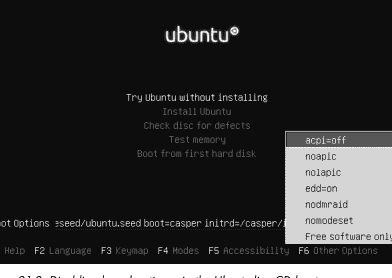 ubuntu®
Try Ubuntu without installing
Install Ubuntu
Check disc for defects
Test memory
Boot from first hard disk
acpi=off
noapic
nolapic
edd=on
nodmraid
nomodeset
Free software only
ot Options =seed/ubuntu.seed boot=casper initrd=/casper/i
Help F2 Language F3 Keymap F4 Modes F5 Accessibility F6 Other Options